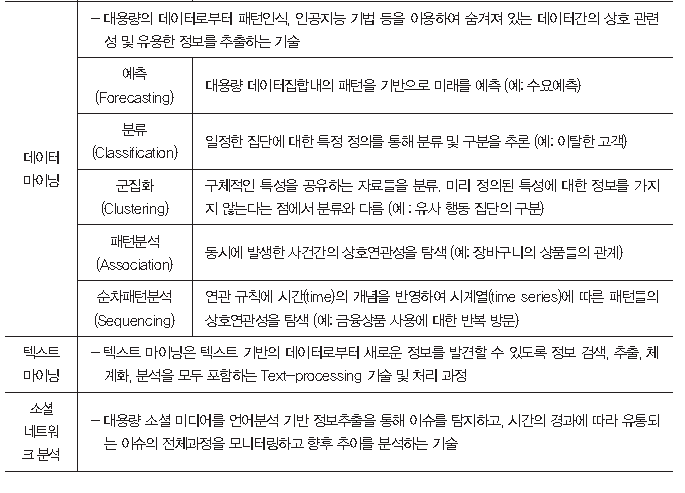 데이터
마이닝
– 대용량의 데이터로부터 패턴인식, 인공지능 기법 등을 이용하여 숨겨져 있는 데이터간의 상호 관련
성 및 유용한 정보를 추출하는 기술
예측
(Forecasting)
대용량 데이터집합내의 패턴을 기반으로 미래를 예측 (예: 수요예측)
분류
(Classification)
일정한 집단에 대한 특정 정의를 통해 분류 및 구분을 추론 (예: 이탈한 고객)
군집화
(Clustering)
구체적인 특성을 공유하는 자료들을 분류. 미리 정의된 특성에 대한 정보를 가지
지 않는다는 점에서 분류와 다름 (예 : 유사 행동 집단의 구분)
패턴분석
(Association)
동시에 발생한 사건간의 상호연관성을 탐색 (예: 장바구니의 상품들의 관계)
순차패턴분석
(Sequencing)
연관 규칙에 시간(time)의 개념을 반영하여 시계열(time series)에 따른 패턴들의
상호연관성을 탐색 (예: 금융상품 사용에 대한 반복 방문)
텍스트
마이닝
– 텍스트 마이닝은 텍스트 기반의 데이터로부터 새로운 정보를 발견할 수 있도록 정보 검색, 추출, 체
계화, 분석을 모두 포함하는 Text–processing 기술 및 처리 과정
소셜
네트워
크 분석
– 대용량 소셜 미디어를 언어분석 기반 정보추출을 통해 이슈를 탐지하고, 시간의 경과에 따라 유통되
는 이슈의 전체과정을 모니터링하고 향후 추이를 분석하는 기술